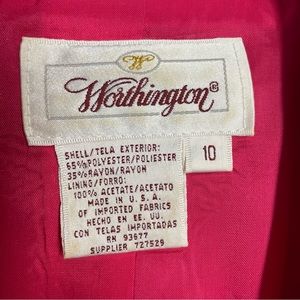 W
Worthington®
10
SHELL/TELA EXTERIOR:
65%POLYESTER/POLIESTER
35%RAYON/RAYON
LINING/FORRO:
100% ACETATE/ACETATO
MADE IN U.S.A.
OF IMPORTED FABRICS
HECHO EN EE. UU.
CON TELAS IMPORTADAS
RN 93677
SUPPLIER 727529